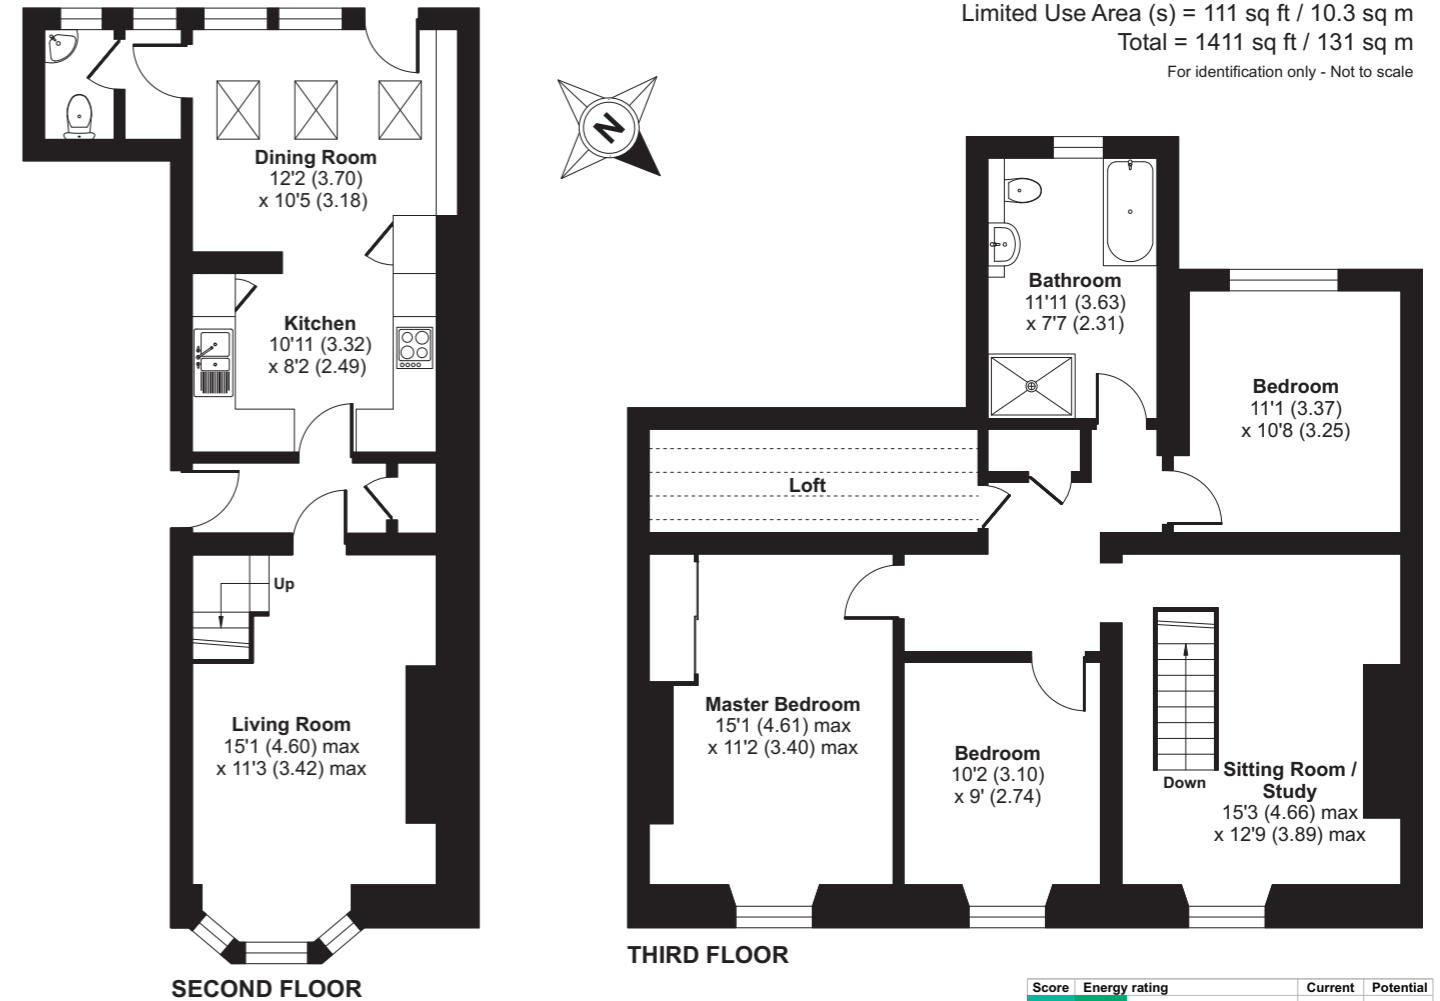 Limited Use Area (s) = 111 sq ft / 10.3 sq m
Total = 1411 sq ft / 131 sq m
For identification only - Not to scale
N
Dining Room
12'2 (3.70)
x 10'5 (3.18)
Kitchen
10'11 (3.32)
x 8'2 (2.49)
Up
Living Room
15'1 (4.60) max
x 11'3 (3.42) max
SECOND FLOOR
Bathroom
11'11 (3.63)
x 7'7 (2.31)
Bedroom
11'1 (3.37)
x 10'8 (3.25)
Loft
Master Bedroom
15'1 (4.61) max
x 11'2 (3.40) max
Bedroom
10'2 (3.10)
x 9' (2.74)
Down
Sitting Room /
Study
15'3 (4.66) max
x 12'9 (3.89) max
THIRD FLOOR
Score Energy rating Current Potential